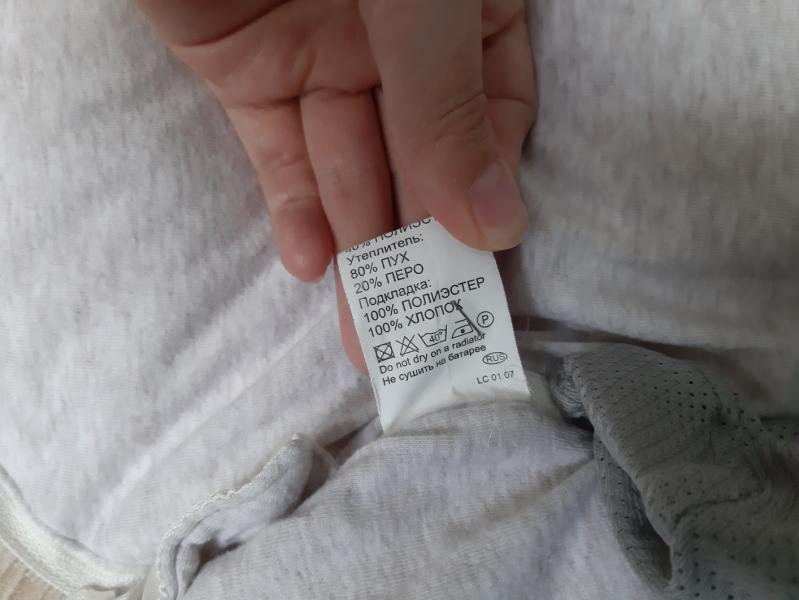 Утеплитель:
80% ПУХ
20% ПЕРО
Подкладка:
100% ПОЛИЭСТЕР
100% ХЛОПОК
40° P
Do not dry on a radiator
Не сушить на батарее
RUS
LC 01.07